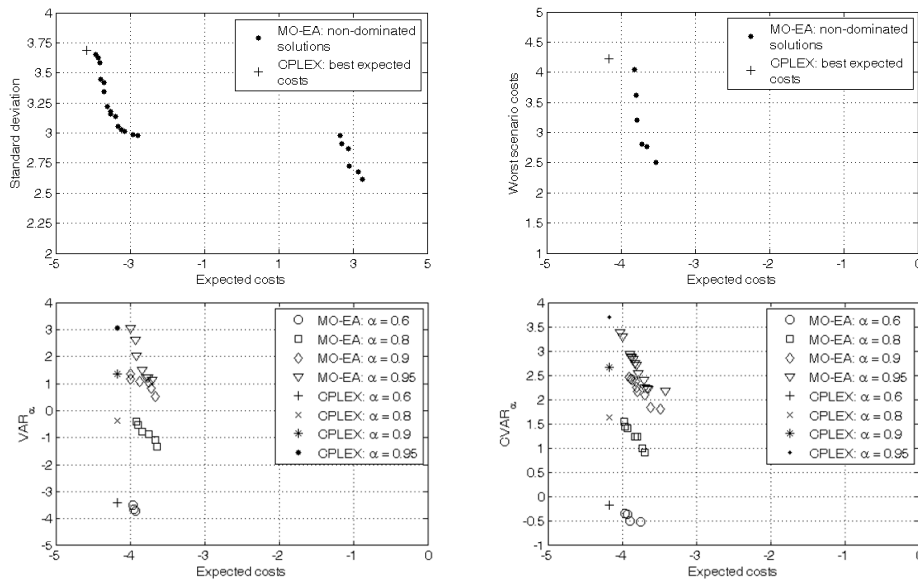 4
3.75
3.5
3.25
3
2.75
2.5
2.25
2
-5
-3
-1
1
3
5
Standard deviation
Expected costs
MO-EA: non-dominated
solutions
CPLEX: best expected
costs
5
4.5
4
3.5
3
2.5
2
1.5
1
-5
-4
-3
-2
-1
0
Worst scenario costs
Expected costs
MO-EA: non-dominated
solutions
CPLEX: best expected
costs
4
3
2
1
0
-1
-2
-3
-4
-5
-5
-4
-3
-2
-1
0
VARα
Expected costs
MO-EA: α = 0.6
MO-EA: α = 0.8
MO-EA: α = 0.9
MO-EA: α = 0.95
CPLEX: α = 0.6
CPLEX: α = 0.8
CPLEX: α = 0.9
CPLEX: α = 0.95
4
3.5
3
2.5
2
1.5
1
0.5
0
-0.5
-1
-5
-4
-3
-2
-1
0
CVARα
Expected costs
MO-EA: α = 0.6
MO-EA: α = 0.8
MO-EA: α = 0.9
MO-EA: α = 0.95
CPLEX: α = 0.6
CPLEX: α = 0.8
CPLEX: α = 0.9
CPLEX: α = 0.95